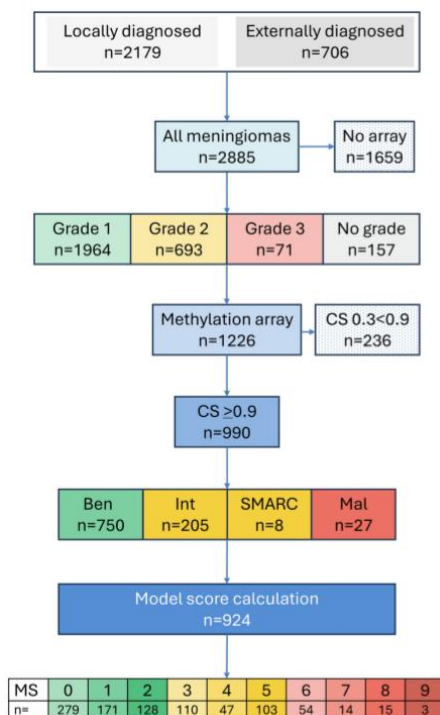 Locally diagnosed
n=2179
Externally diagnosed
n=706
All meningiomas
n=2885
No array
n=1659
Grade 1
n=1964
Grade 2
n=693
Grade 3
n=71
No grade
n=157
Methylation array
n=1226
CS 0.3<0.9
n=236
CS ≥0.9
n=990
Ben
n=750
Int
n=205
SMARC
n=8
Mal
n=27
Model score calculation
n=924
MS 0 1 2 3 4 5 6 7 8 9
n= 279 171 128 110 47 103 54 14 15 3